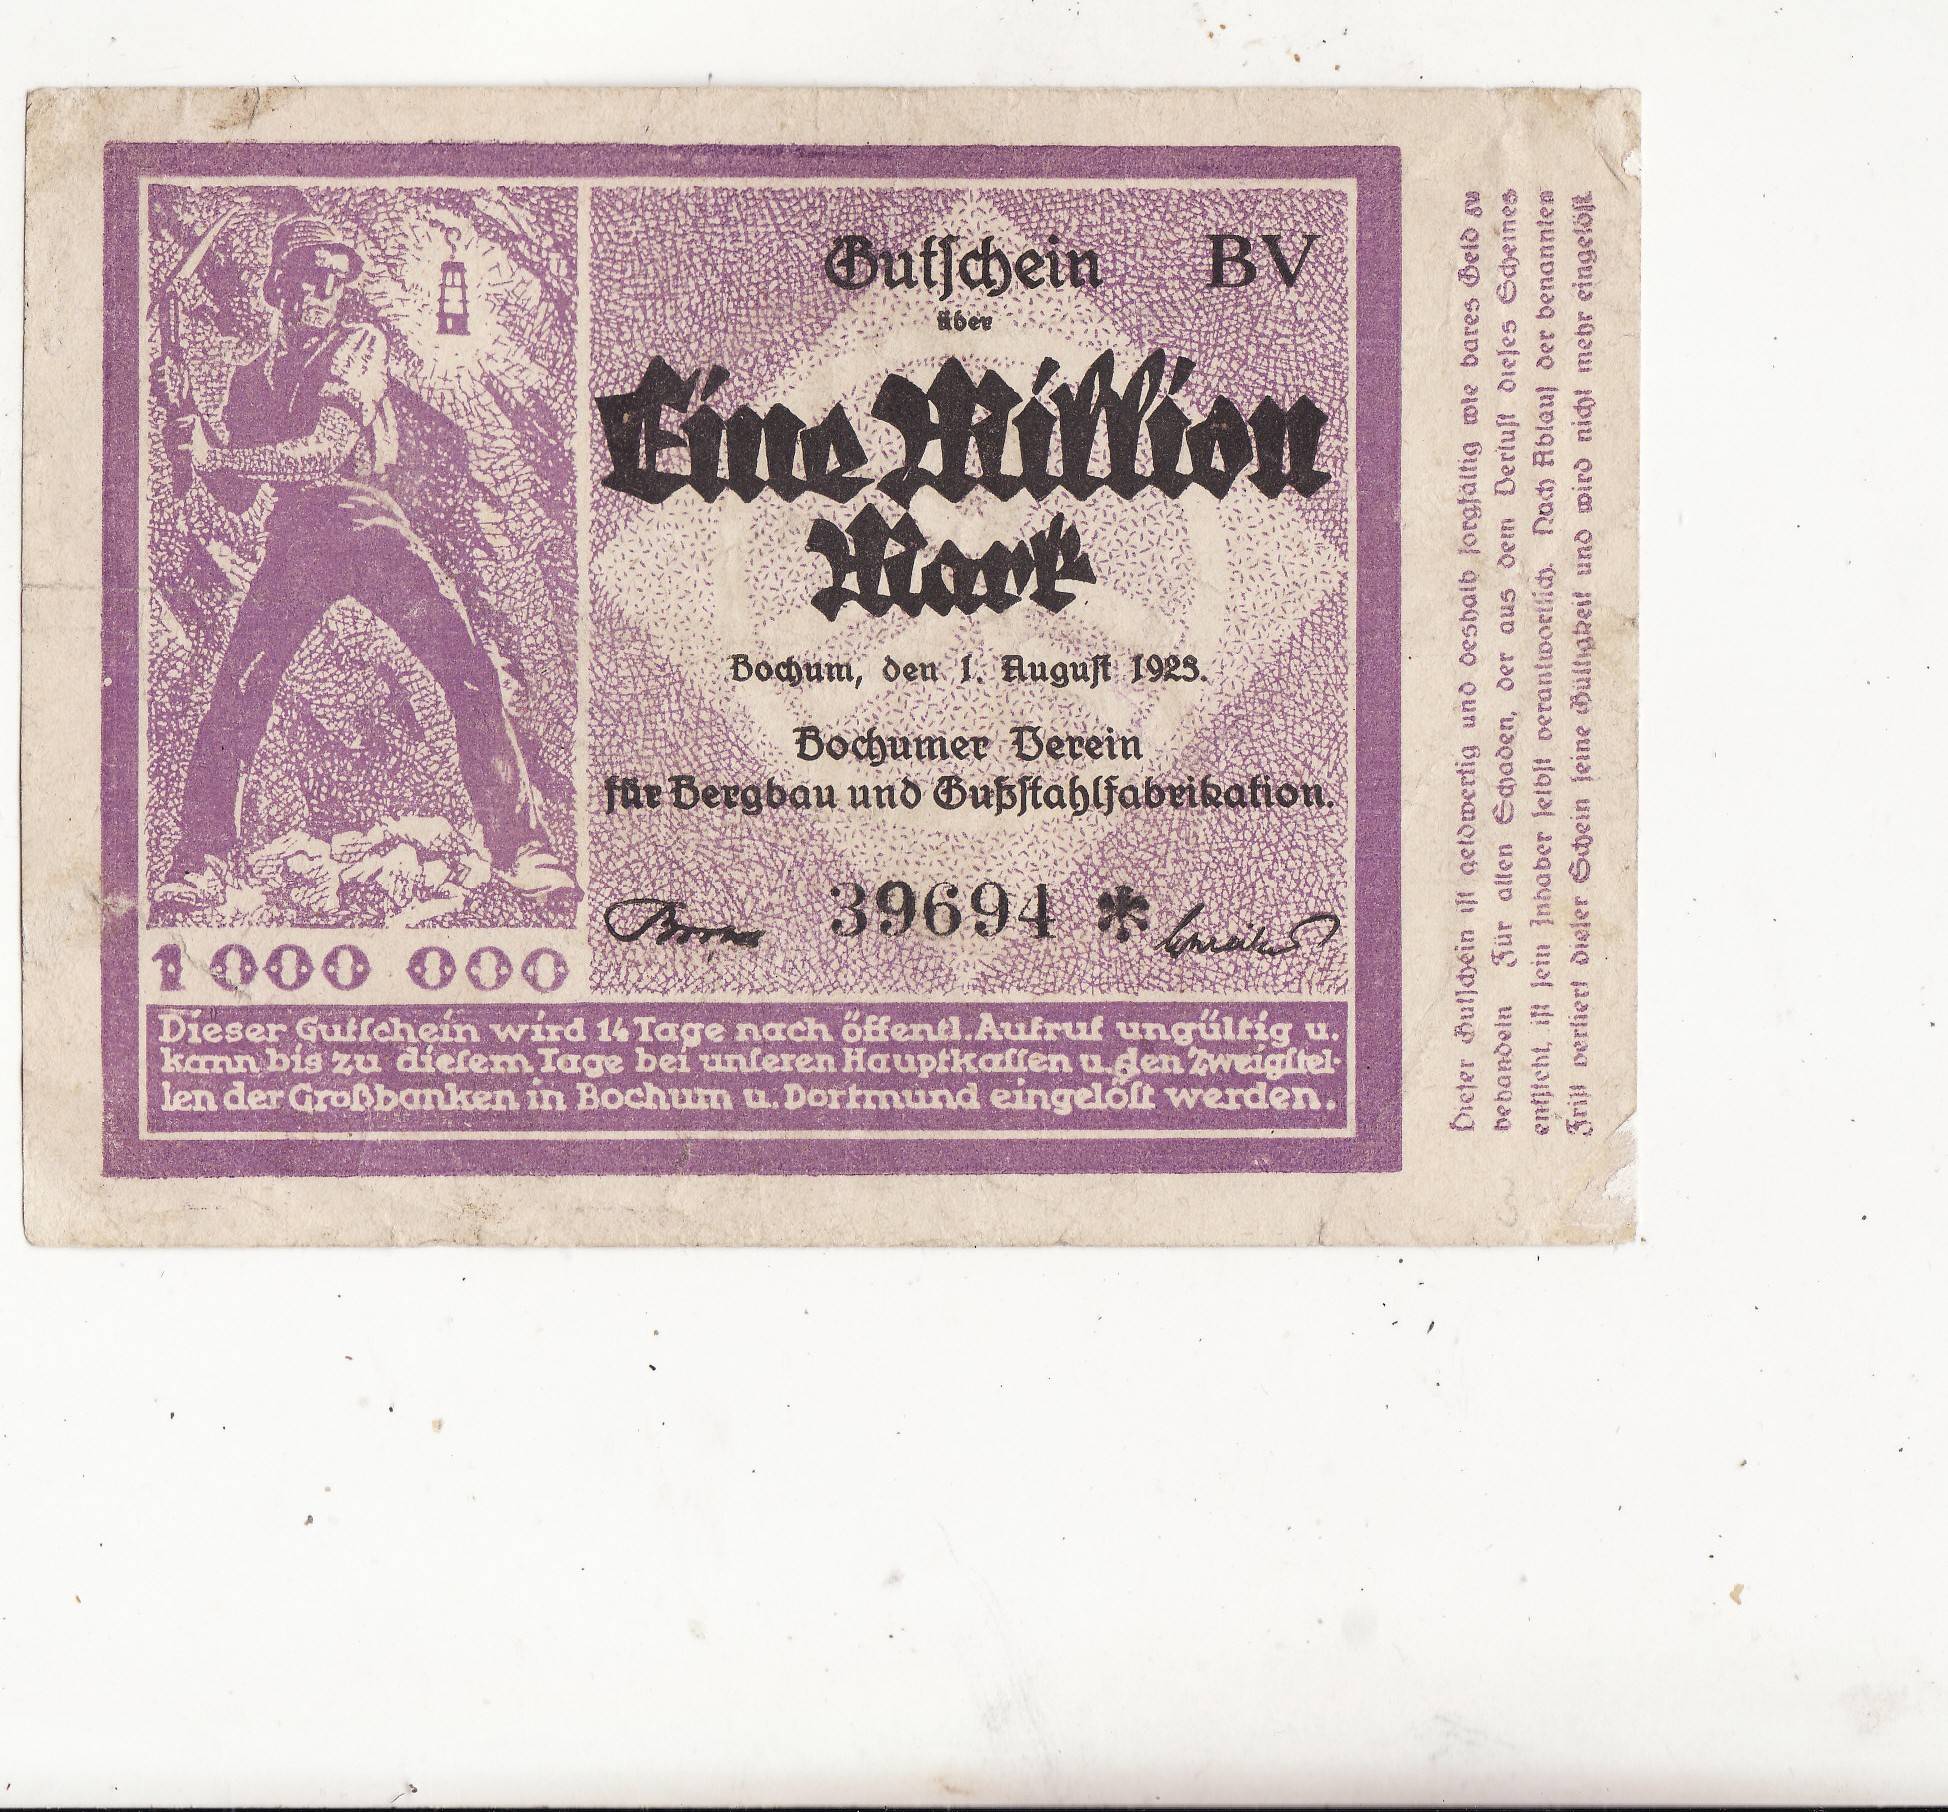 Gutschein BV
über
Eine Million
Mark
Bochum, den 1. August 1923.
Bochumer Verein
für Bergbau und Gußstahlfabrikation.
39694 *
1000 000
Dieser Gutschein wird 14 Tage nach öffentl. Aufruf ungültig u.
kann bis zu diesem Tage bei unseren Hauptkassen u. den Zweigstel-
len der Großbanken in Bochum u. Dortmund eingelöst werden.
Dieser Gutschein ist geldwertig und deshalb sorgfältig wie bares Geld zu
behandeln Für allen Schaden, der aus dem Verlust dieses Scheines
entsteht, ist sein Inhaber selbst verantwortlich. Nach Ablauf der benannten
Frist verliert dieser Schein seine Gültigkeit und wird nicht mehr eingelöst